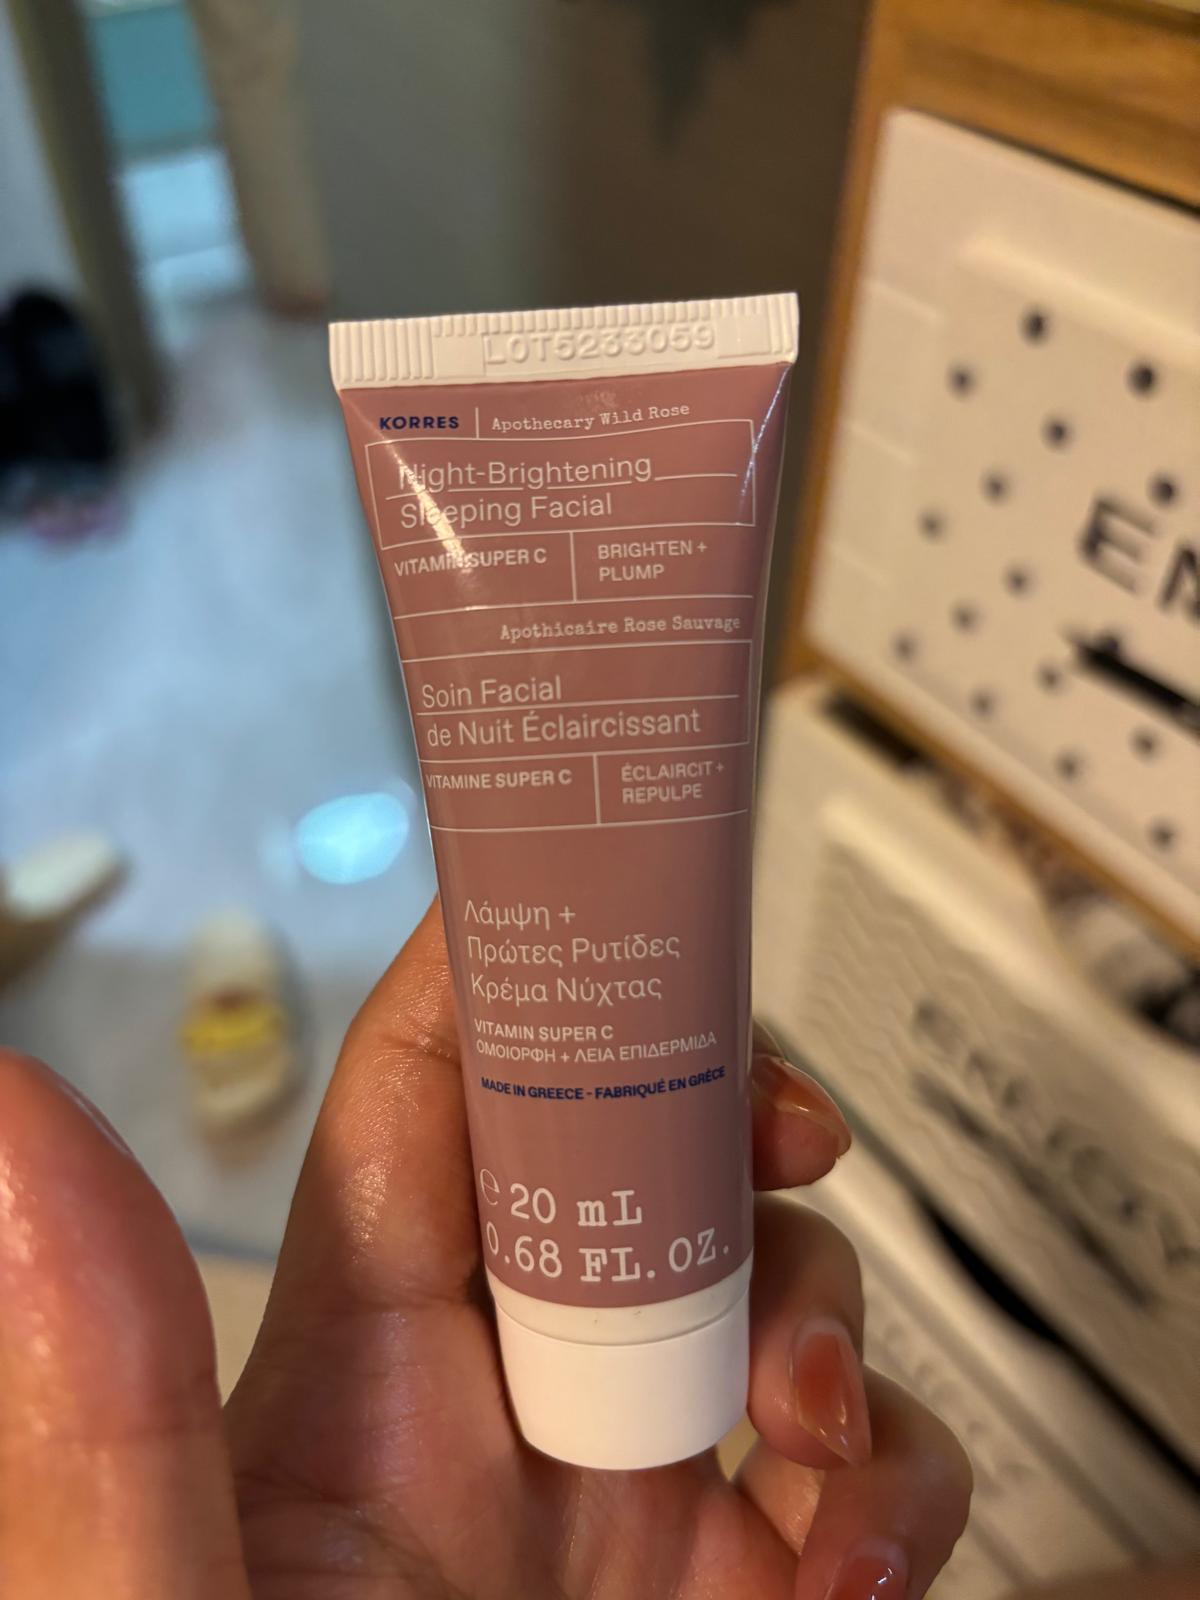 LOT5233059
KORRES | Apothecary Wild Rose
Night-Brightening
Sleeping Facial
VITAMIN SUPER C
BRIGHTEN +
PLUMP
Apothicaire Rose Sauvage
Soin Facial
de Nuit Éclaircissant
VITAMINE SUPER C
ÉCLAIRCIT +
REPULPE
Λάμψη +
Πρώτες Ρυτίδες
Κρέμα Νύχτας
VITAMIN SUPER C
ΟΜΟΙΟΡΦΗ + ΛΕΙΑ ΕΠΙΔΕΡΜΙΔΑ
MADE IN GREECE - FABRIQUÉ EN GRÈCE
e 20 mL
0.68 FL. OZ.